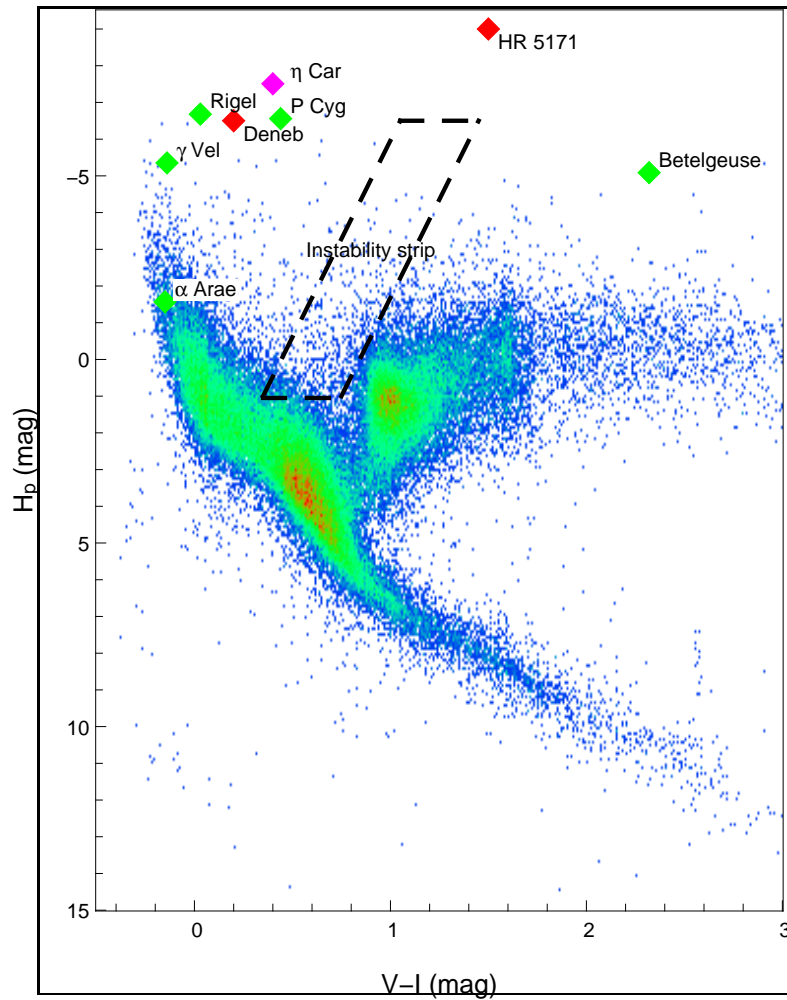 HR 5171
η Car
Rigel
P Cyg
Deneb
γ Vel
Betelgeuse
−5
Instability strip
α Arae
0
Hp (mag)
5
10
15
0
1
2
3
V−I (mag)